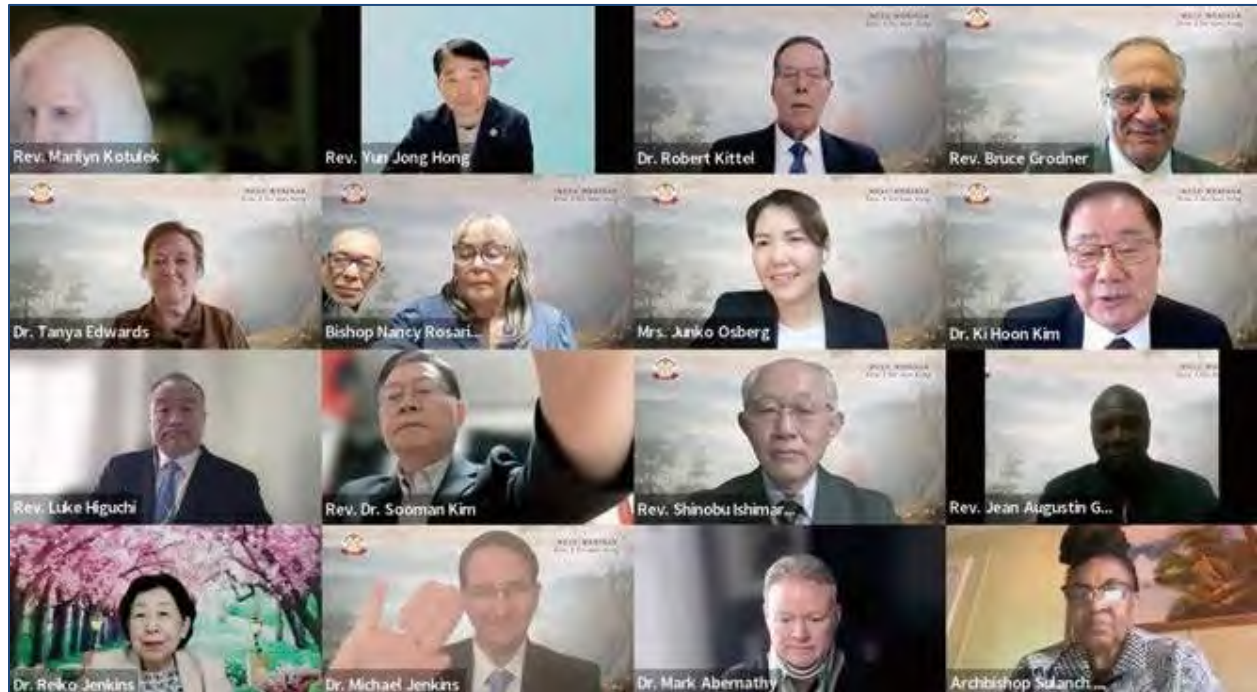 Rev. Marilyn Kotulek
Rev. Yun Jong Hong
Dr. Robert Kittel
Rev. Bruce Grodner
Dr. Tanya Edwards
Bishop Nancy Rosari...
Mrs. Junko Osberg
Dr. Ki Hoon Kim
Rev. Luke Higuchi
Rev. Dr. Sooman Kim
Rev. Shinobu Ishimar...
Rev. Jean Augustin G...
Dr. Reiko Jenkins
Dr. Michael Jenkins
Dr. Mark Abernathy
Archbishop Sulanch...